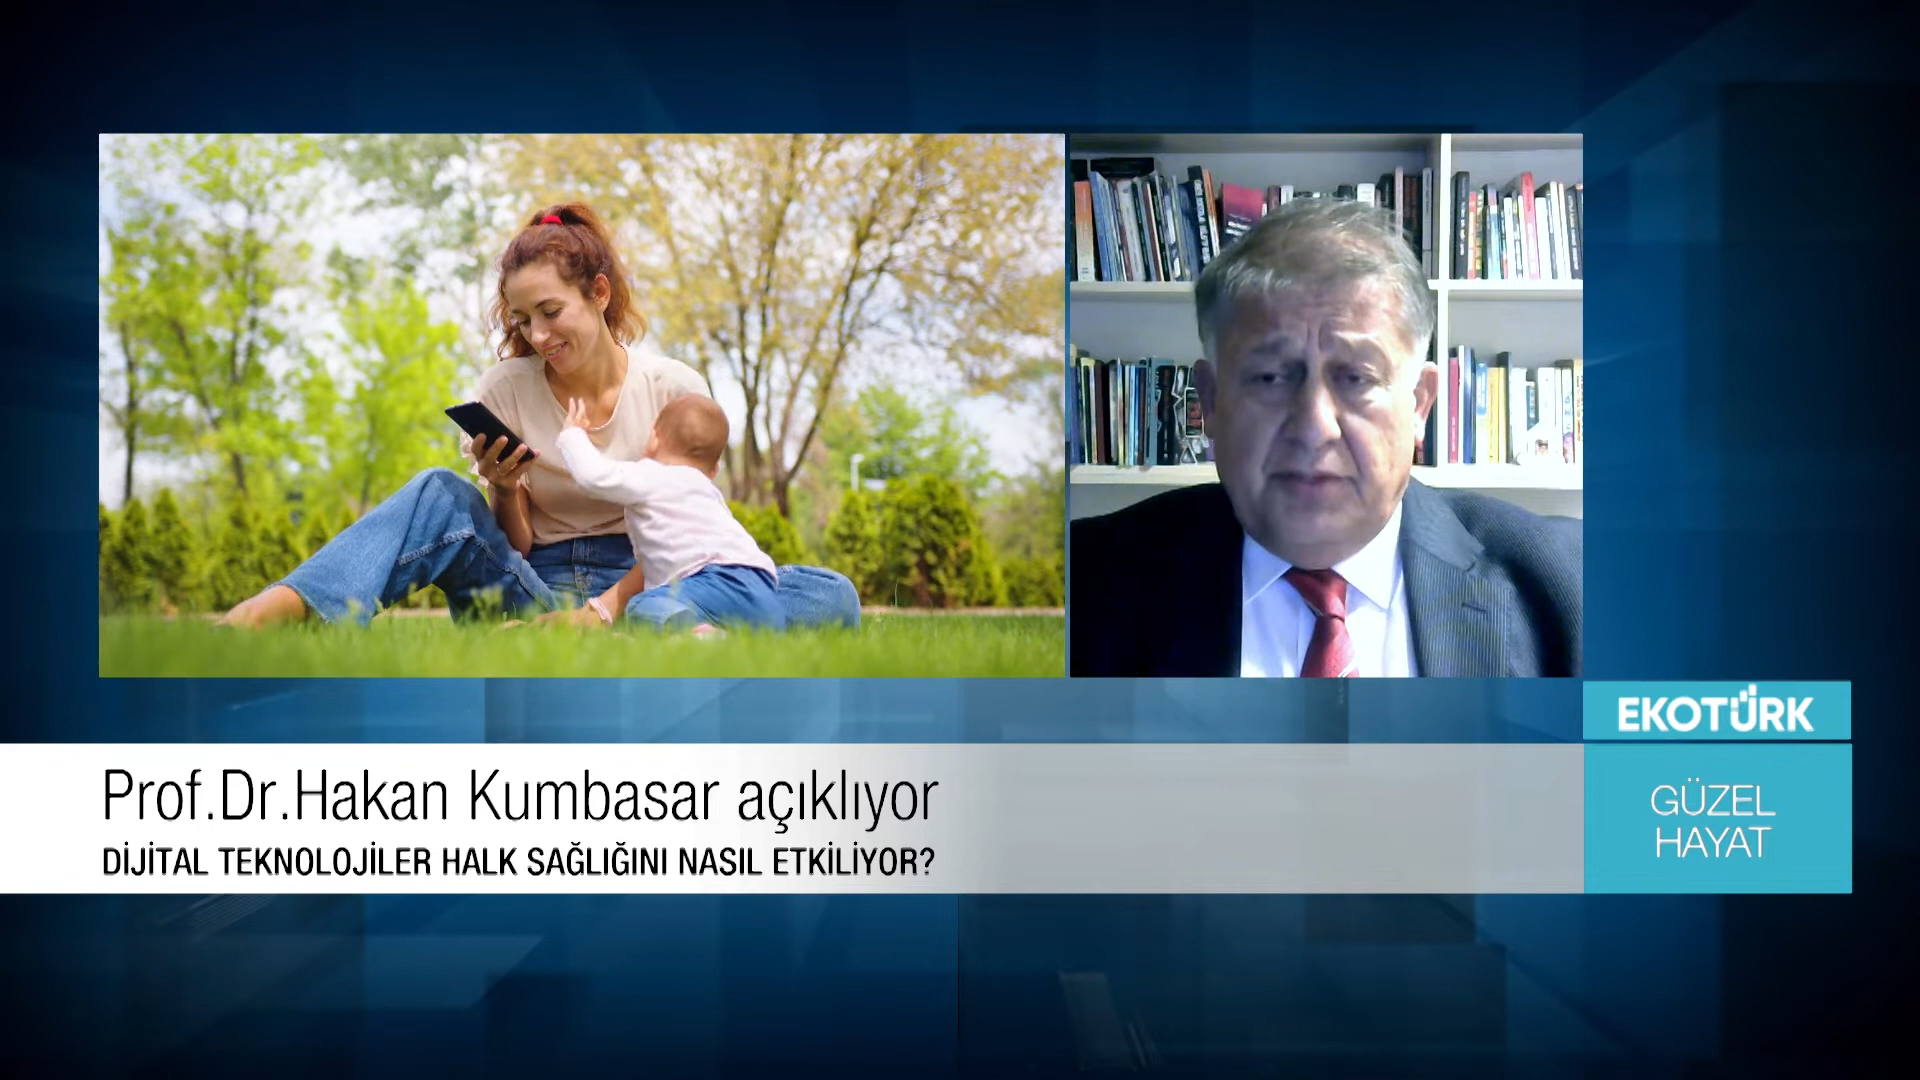 EKOTÜRK
Prof.Dr.Hakan Kumbasar açıklıyor
DİJİTAL TEKNOLOJİLER HALK SAĞLIĞINI NASIL ETKİLİYOR?
GÜZEL
HAYAT